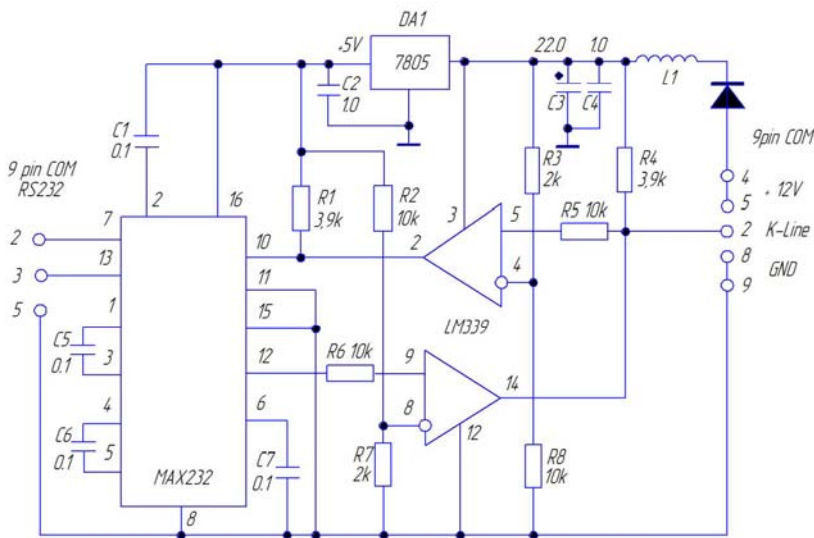 DA1
+5V
7805
22.0
1.0
C2
1.0
C3
C4
L1
C1
0.1
9 pin COM
RS232
9pin COM
R3
2k
R4
3,9k
R1
3,9k
R2
10k
2
16
3
5
R5 10k
4
+ 12V
5
2
7
10
2
2
K-Line
3
13
11
4
8
GND
5
1
15
LM339
9
C5
0.1
3
12
R6 10k
9
14
4
6
8
12
C6
0.1
5
C7
0.1
R7
2k
R8
10k
MAX232
8